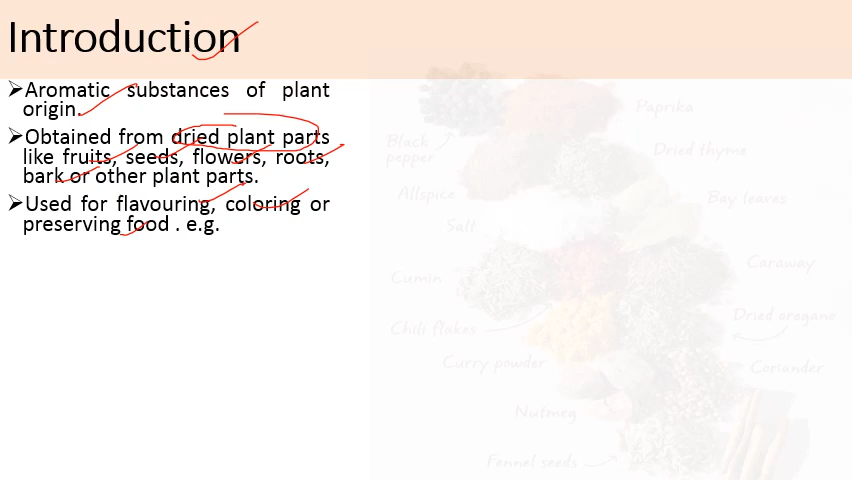 Introduction
➢Aromatic substances of plant
origin.
➢Obtained from dried plant parts
like fruits, seeds, flowers, roots,
bark or other plant parts.
➢Used for flavouring, coloring or
preserving food . e.g.
Paprika
Black
pepper
Dried thyme
Allspice
Bay leaves
Salt
Caraway
Cumin
Dried oregano
Chili flakes
Curry powder
Coriander
Nutmeg
Fennel seeds